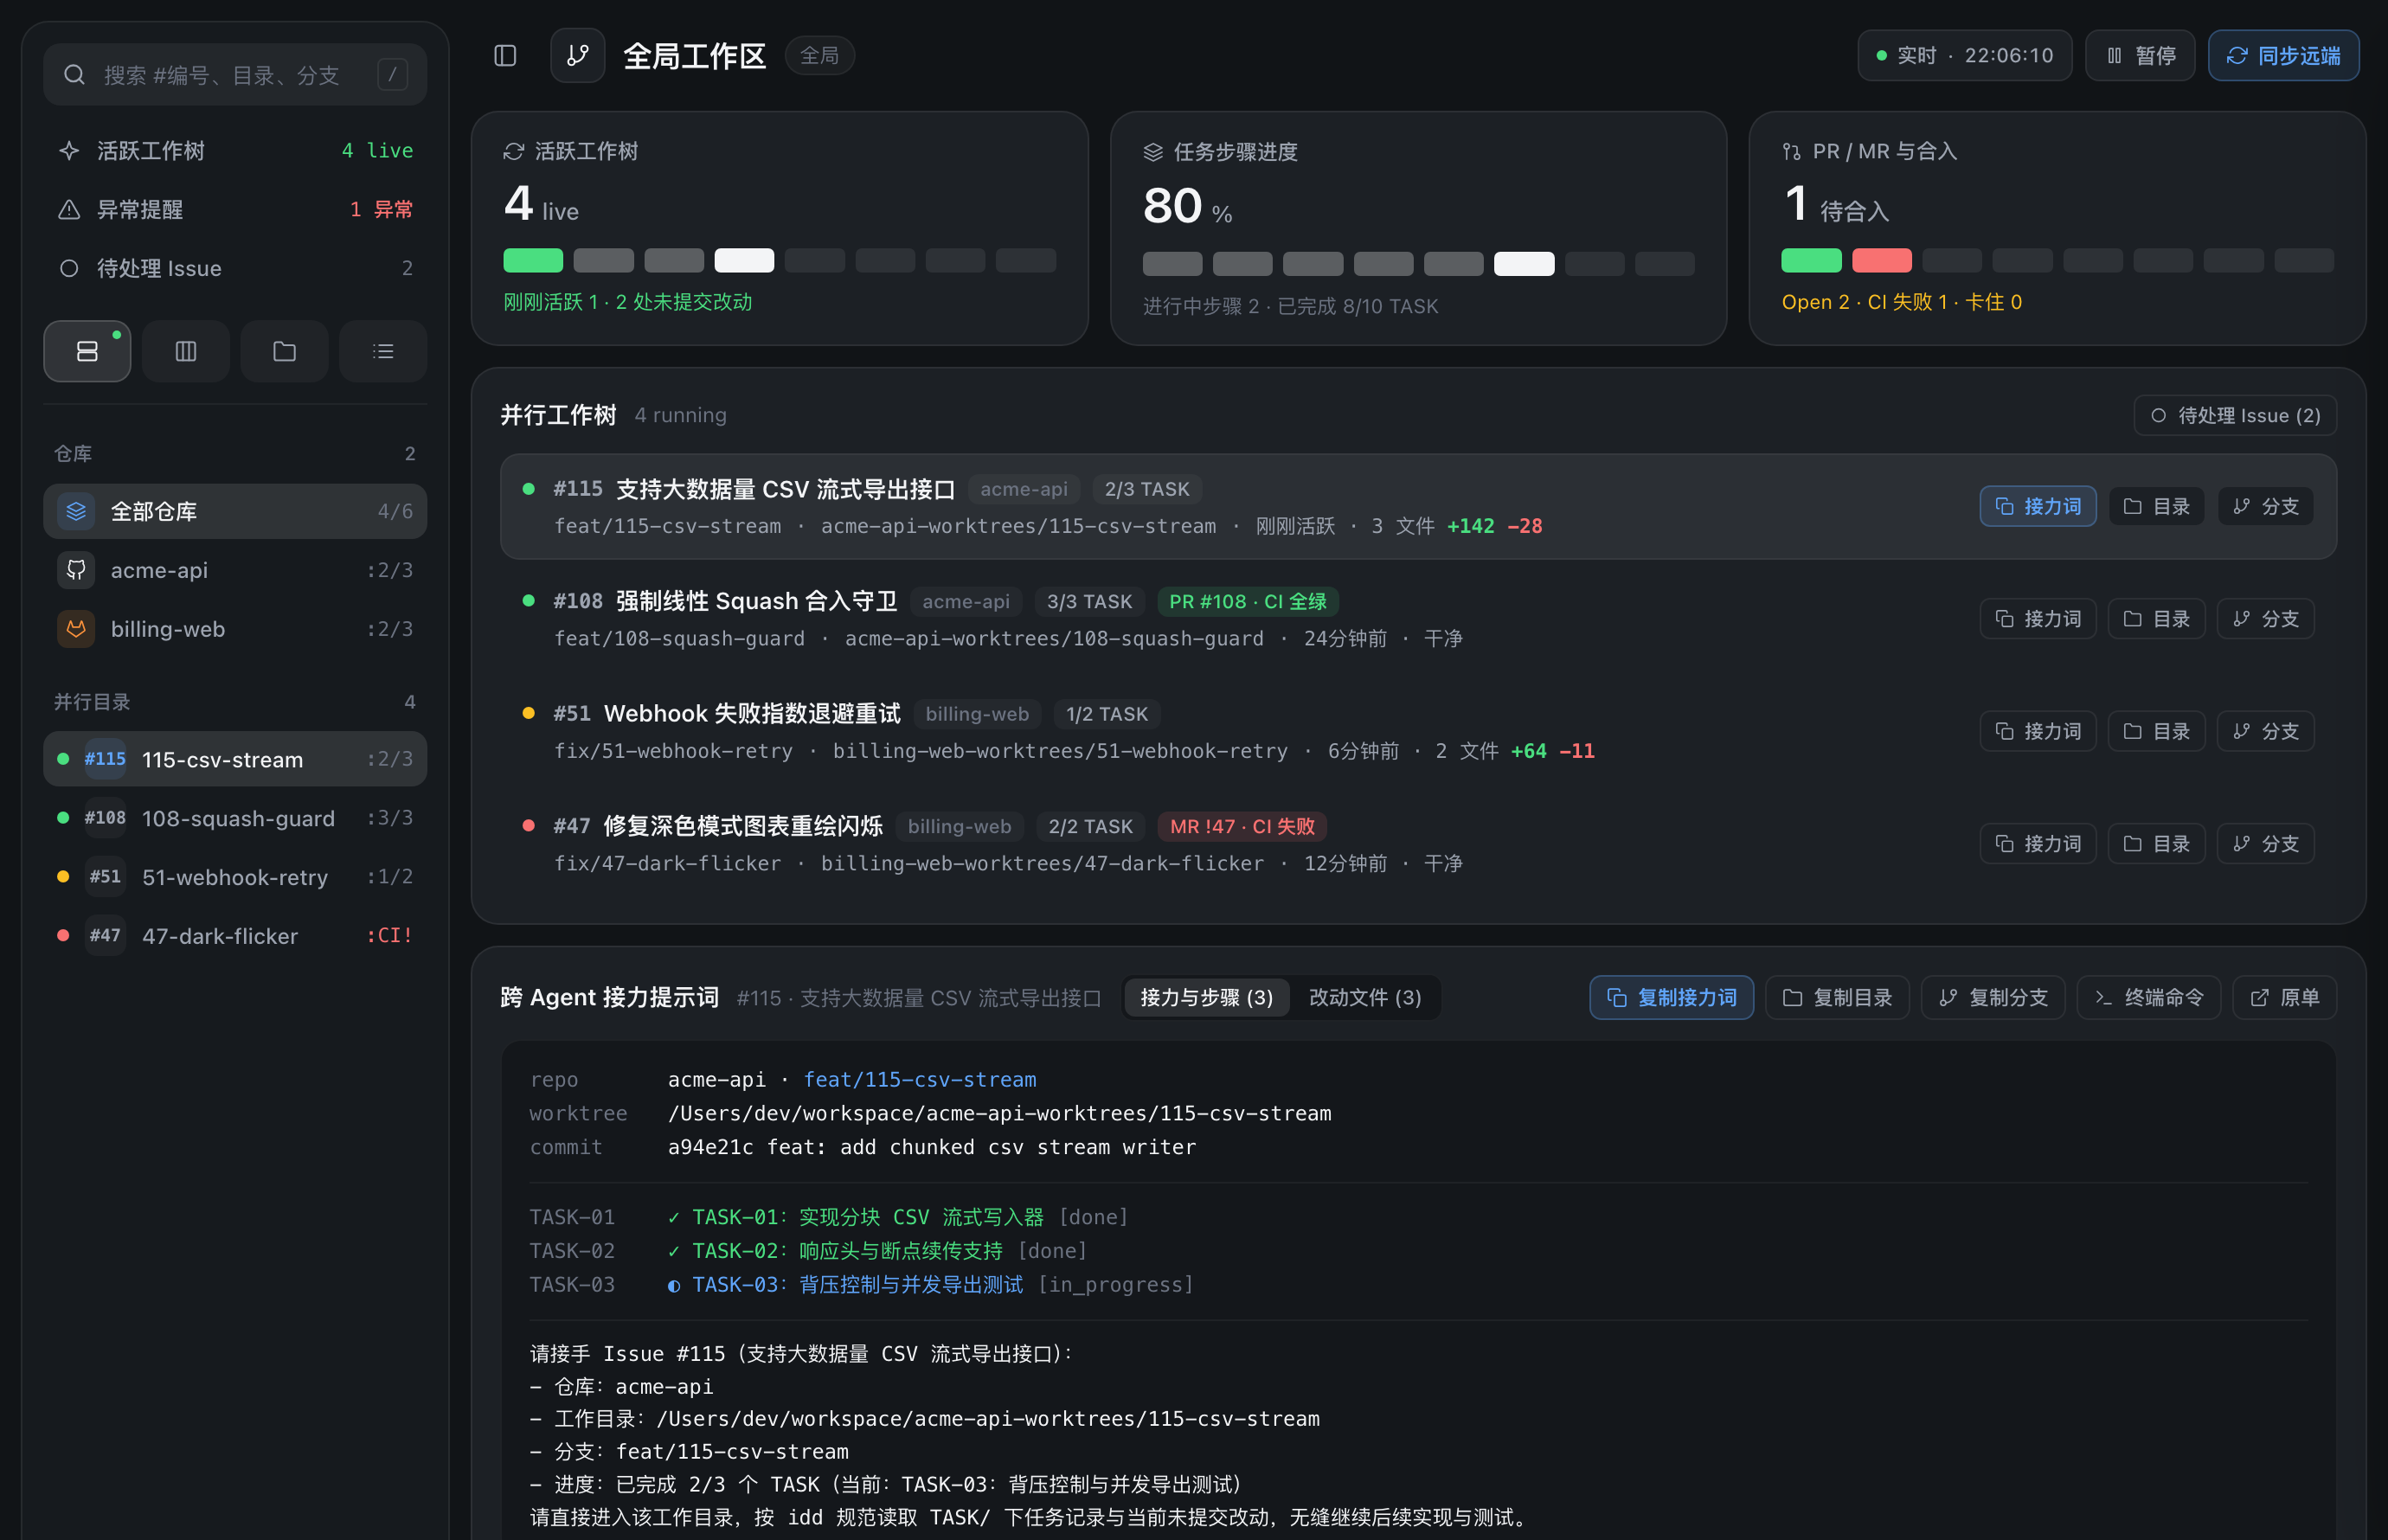 搜索 #编号、目录、分支 /
活跃工作树 4 live
异常提醒 1 异常
待处理 Issue 2
仓库 2
全部仓库 4/6
acme-api :2/3
billing-web :2/3
并行目录 4
#115 115-csv-stream :2/3
#108 108-squash-guard :3/3
#51 51-webhook-retry :1/2
#47 47-dark-flicker :CI!
全局工作区 全局
实时 · 22:06:10 暂停 同步远端
活跃工作树
4 live
刚刚活跃 1 · 2 处未提交改动
任务步骤进度
80 %
进行中步骤 2 · 已完成 8/10 TASK
PR / MR 与合入
1 待合入
Open 2 · CI 失败 1 · 卡住 0
并行工作树 4 running 待处理 Issue (2)
#115 支持大数据量 CSV 流式导出接口 acme-api 2/3 TASK
feat/115-csv-stream · acme-api-worktrees/115-csv-stream · 刚刚活跃 · 3 文件 +142 −28
接力词 目录 分支
#108 强制线性 Squash 合入守卫 acme-api 3/3 TASK PR #108 · CI 全绿
feat/108-squash-guard · acme-api-worktrees/108-squash-guard · 24分钟前 · 干净
接力词 目录 分支
#51 Webhook 失败指数退避重试 billing-web 1/2 TASK
fix/51-webhook-retry · billing-web-worktrees/51-webhook-retry · 6分钟前 · 2 文件 +64 −11
接力词 目录 分支
#47 修复深色模式图表重绘闪烁 billing-web 2/2 TASK MR !47 · CI 失败
fix/47-dark-flicker · billing-web-worktrees/47-dark-flicker · 12分钟前 · 干净
接力词 目录 分支
跨 Agent 接力提示词 #115 · 支持大数据量 CSV 流式导出接口 接力与步骤 (3) 改动文件 (3) 复制接力词 复制目录 复制分支 终端命令 原单
repo acme-api · feat/115-csv-stream
worktree /Users/dev/workspace/acme-api-worktrees/115-csv-stream
commit a94e21c feat: add chunked csv stream writer
TASK-01 ✓ TASK-01: 实现分块 CSV 流式写入器 [done]
TASK-02 ✓ TASK-02: 响应头与断点续传支持 [done]
TASK-03 ◐ TASK-03: 背压控制与并发导出测试 [in_progress]
请接手 Issue #115（支持大数据量 CSV 流式导出接口）：
- 仓库：acme-api
- 工作目录：/Users/dev/workspace/acme-api-worktrees/115-csv-stream
- 分支：feat/115-csv-stream
- 进度：已完成 2/3 个 TASK（当前：TASK-03：背压控制与并发导出测试）
请直接进入该工作目录，按 idd 规范读取 TASK/ 下任务记录与当前未提交改动，无缝继续后续实现与测试。